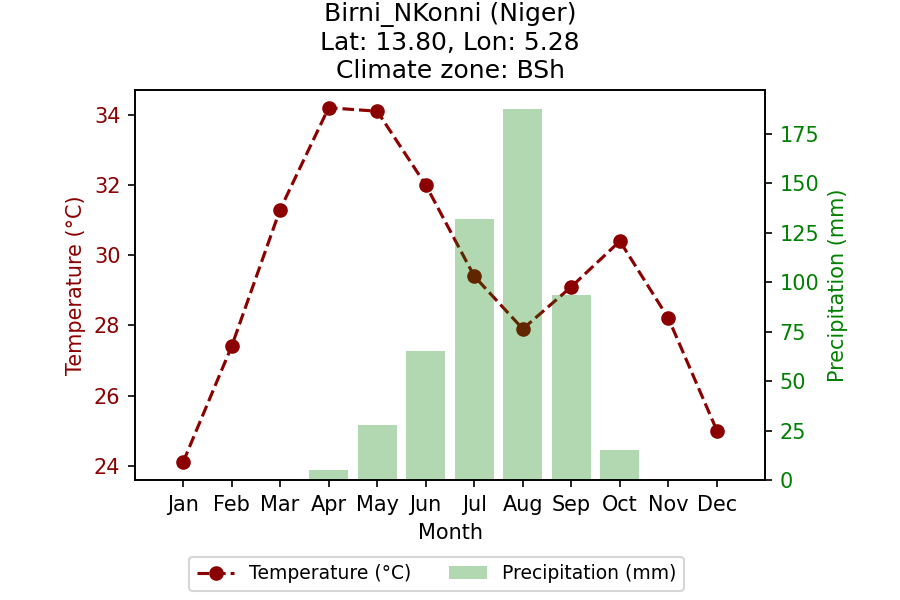 Birni_NKonni (Niger)
Lat: 13.80, Lon: 5.28
Climate zone: BSh
34
32
30
28
26
24
Temperature (°C)
175
150
125
100
75
50
25
0
Precipitation (mm)
Jan Feb Mar Apr May Jun Jul Aug Sep Oct Nov Dec
Month
Temperature (°C) Precipitation (mm)